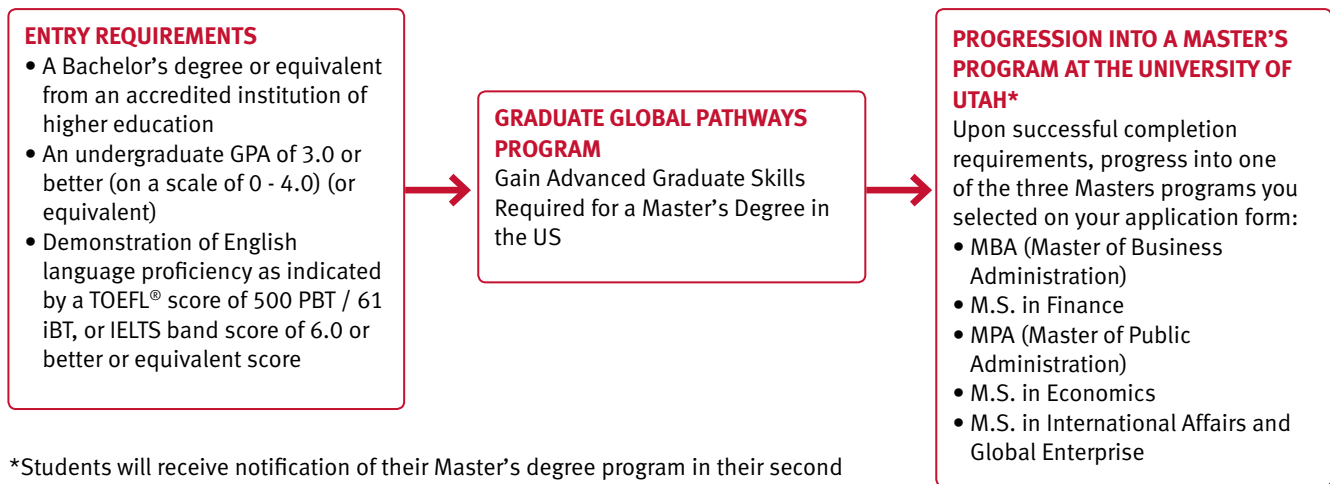 ENTRY REQUIREMENTS
• A Bachelor's degree or equivalent
from an accredited institution of
higher education
• An undergraduate GPA of 3.0 or
better (on a scale of 0 - 4.0) (or
equivalent)
• Demonstration of English
language proficiency as indicated
by a TOEFL® score of 500 PBT / 61
iBT, or IELTS band score of 6.0 or
better or equivalent score
GRADUATE GLOBAL PATHWAYS
PROGRAM
Gain Advanced Graduate Skills
Required for a Master's Degree in
the US
PROGRESSION INTO A MASTER'S
PROGRAM AT THE UNIVERSITY OF
UTAH*
Upon successful completion
requirements, progress into one
of the three Masters programs you
selected on your application form:
• MBA (Master of Business
Administration)
• M.S. in Finance
• MPA (Master of Public
Administration)
• M.S. in Economics
• M.S. in International Affairs and
Global Enterprise
*Students will receive notification of their Master's degree program in their second